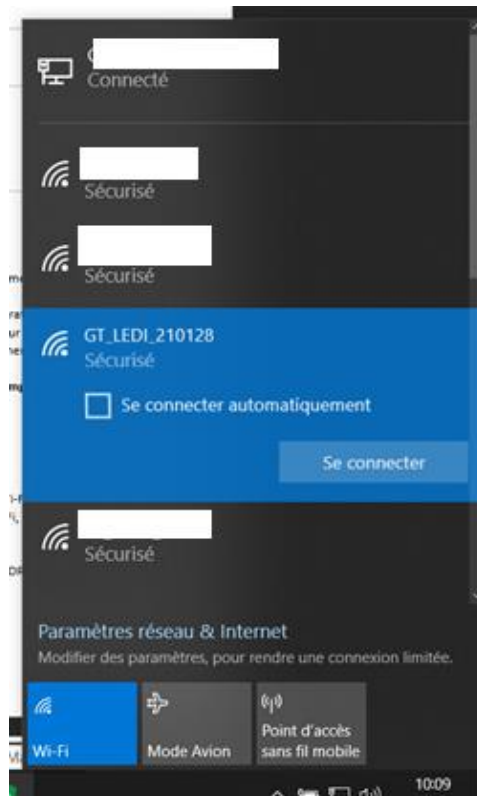 Connecté
Sécurisé
Sécurisé
GT_LEDI_210128
Sécurisé
Se connecter automatiquement
Se connecter
Sécurisé
Paramètres réseau & Internet
Modifier des paramètres, pour rendre une connexion limitée.
Wi-Fi
Mode Avion
Point d'accès
sans fil mobile
10:09